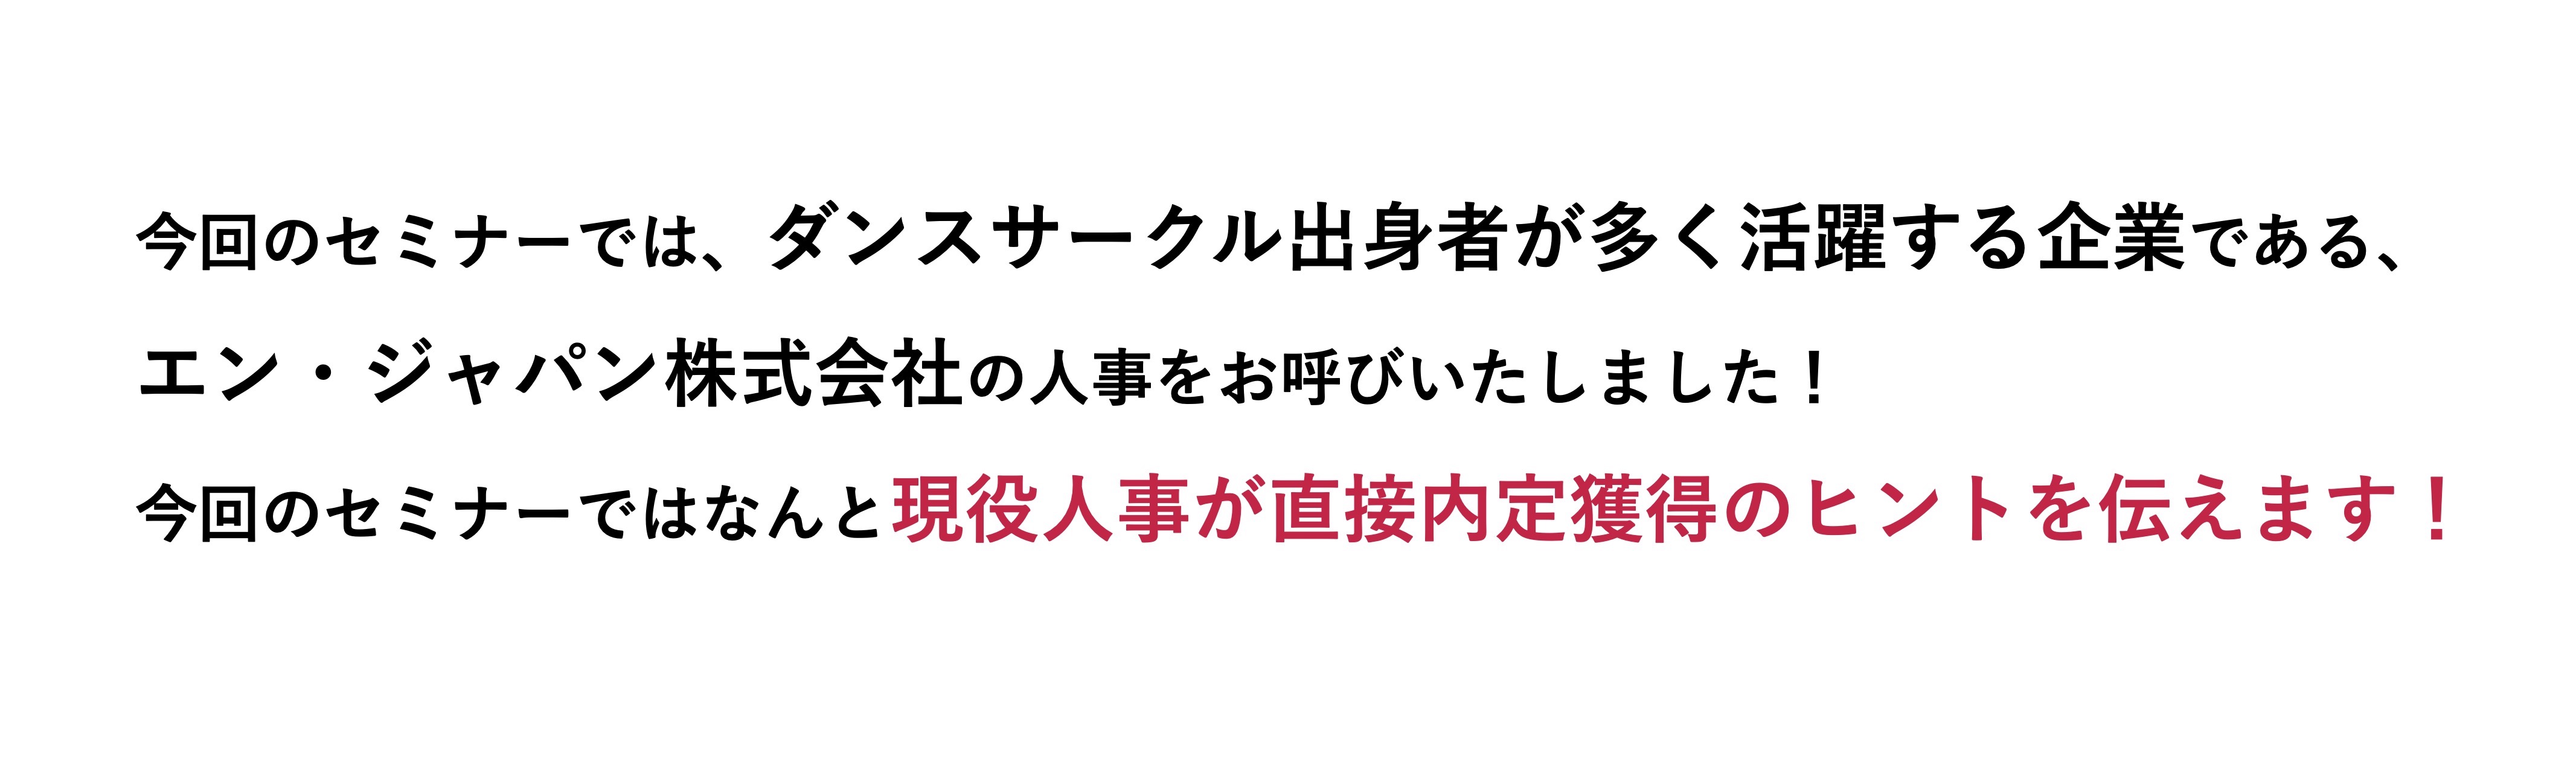 今回のセミナーでは、ダンスサークル出身者が多く活躍する企業である、
エン・ジャパン株式会社の人事をお呼びいたしました！
今回のセミナーではなんと現役人事が直接内定獲得のヒントを伝えます！